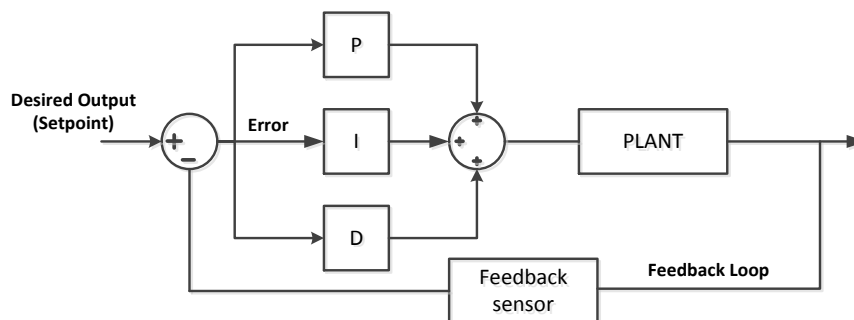 P
Desired Output
(Setpoint)
Error
I
PLANT
D
Feedback Loop
Feedback
sensor